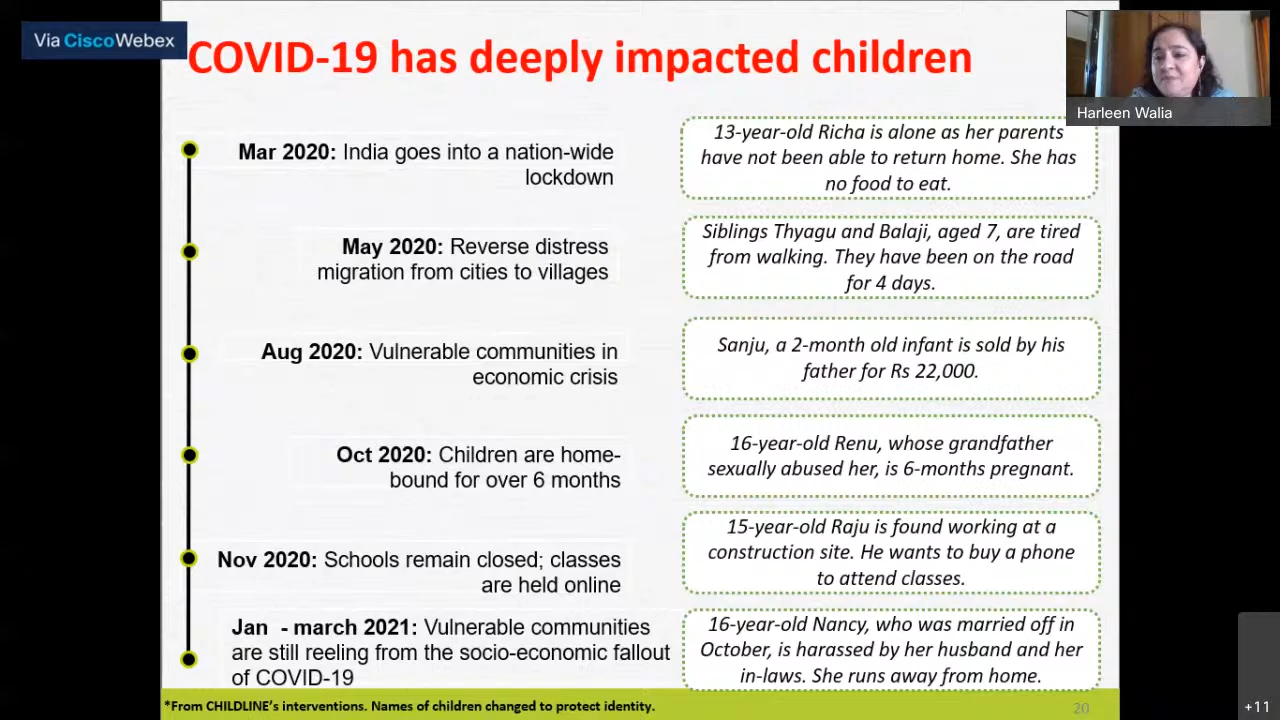 Via Cisco Webex
COVID-19 has deeply impacted children
Harleen Walia
Mar 2020: India goes into a nation-wide
lockdown
13-year-old Richa is alone as her parents
have not been able to return home. She has
no food to eat.
May 2020: Reverse distress
migration from cities to villages
Siblings Thyagu and Balaji, aged 7, are tired
from walking. They have been on the road
for 4 days.
Aug 2020: Vulnerable communities in
economic crisis
Sanju, a 2-month old infant is sold by his
father for Rs 22,000.
Oct 2020: Children are home-
bound for over 6 months
16-year-old Renu, whose grandfather
sexually abused her, is 6-months pregnant.
Nov 2020: Schools remain closed; classes
are held online
15-year-old Raju is found working at a
construction site. He wants to buy a phone
to attend classes.
Jan - march 2021: Vulnerable communities
are still reeling from the socio-economic fallout
of COVID-19
16-year-old Nancy, who was married off in
October, is harassed by her husband and her
in-laws. She runs away from home.
*From CHILDLINE's interventions. Names of children changed to protect identity.
20
+11